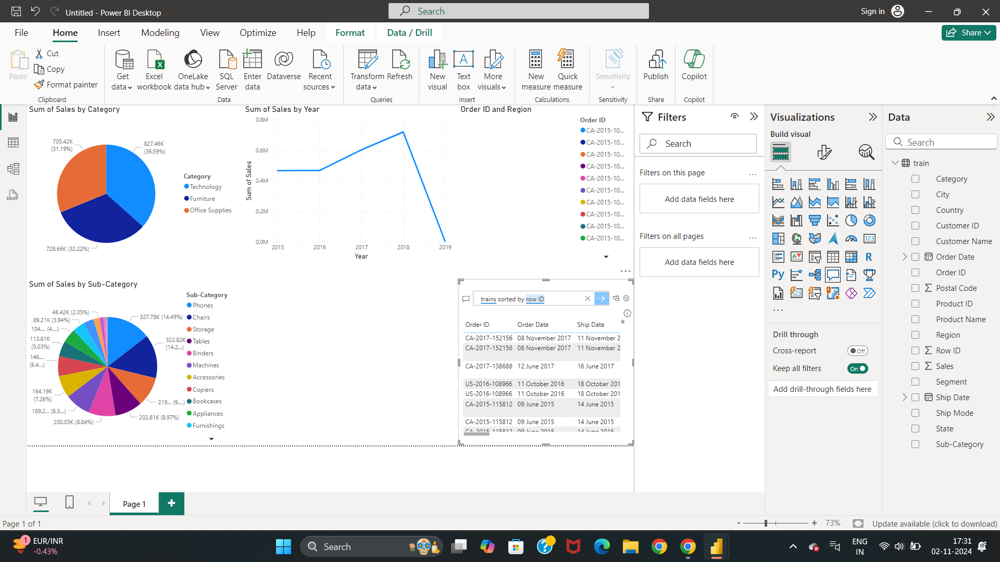 Untitled - Power BI Desktop
Search
Sign in
File
Home
Insert
Modeling
View
Optimize
Help
Format
Data / Drill
Share
Paste
Cut
Copy
Format painter
Clipboard
Get data
Excel workbook
OneLake data hub
SQL Server
Enter data
Dataverse
Recent sources
Data
Transform data
Refresh
Queries
New visual
Text box
More visuals
Insert
New measure
Quick measure
Calculations
Sensitivity
Sensitivity
Publish
Share
Copilot
Copilot
Sum of Sales by Category
705.42K
(31.19%)
827.46K
(36.59%)
728.66K (32.22%)
Category
Technology
Furniture
Office Supplies
Sum of Sales by Year
Sum of Sales
0.8M
0.6M
0.4M
0.2M
0.0M
2015 2016 2017 2018 2019
Year
Order ID and Region
Order ID
CA-2015-10...
CA-2015-10...
CA-2015-10...
CA-2015-10...
CA-2015-10...
CA-2015-10...
CA-2015-10...
CA-2015-10...
CA-2015-10...
CA-2015-10...
Sum of Sales by Sub-Category
46.42K (2.05%)
89.21K (3.94%)
104.... (4....)
113.81K
(5.03%)
146....
(6.4...)
164.19K
(7.26%)
189.2... (8.3...)
200.03K (8.84%)
327.78K (14.49%)
322.82K
(14.2...)
219... (9....)
202.81K (8.97%)
Sub-Category
Phones
Chairs
Storage
Tables
Binders
Machines
Accessories
Copiers
Bookcases
Appliances
Furnishings
trains sorted by row ID
Order ID Order Date Ship Date
CA-2017-152156 08 November 2017 11 November 2
CA-2017-152156 08 November 2017 11 November 2
CA-2017-138688 12 June 2017 16 June 2017
US-2016-108966 11 October 2016 18 October 201
US-2016-108966 11 October 2016 18 October 201
CA-2015-115812 09 June 2015 14 June 2015
CA-2015-115812 09 June 2015 14 June 2015
CA-2015-115812 09 June 2015 14 June 2015
Filters
Search
Filters on this page
...
Add data fields here
Filters on all pages
...
Add data fields here
Visualizations
Build visual
123
R
Py
123
...
Drill through
Cross-report
Off
Keep all filters
On
Add drill-through fields here
Data
Search
train
Category
City
Country
Customer ID
Customer Name
Order Date
Order ID
Postal Code
Product ID
Product Name
Region
Row ID
Sales
Segment
Ship Date
Ship Mode
State
Sub-Category
DAX
Page 1
+
Page 1 of 1
- + 73%
Update available (click to download)
1
EUR/INR
-0.43%
Search
ENG
IN
17:31
02-11-2024